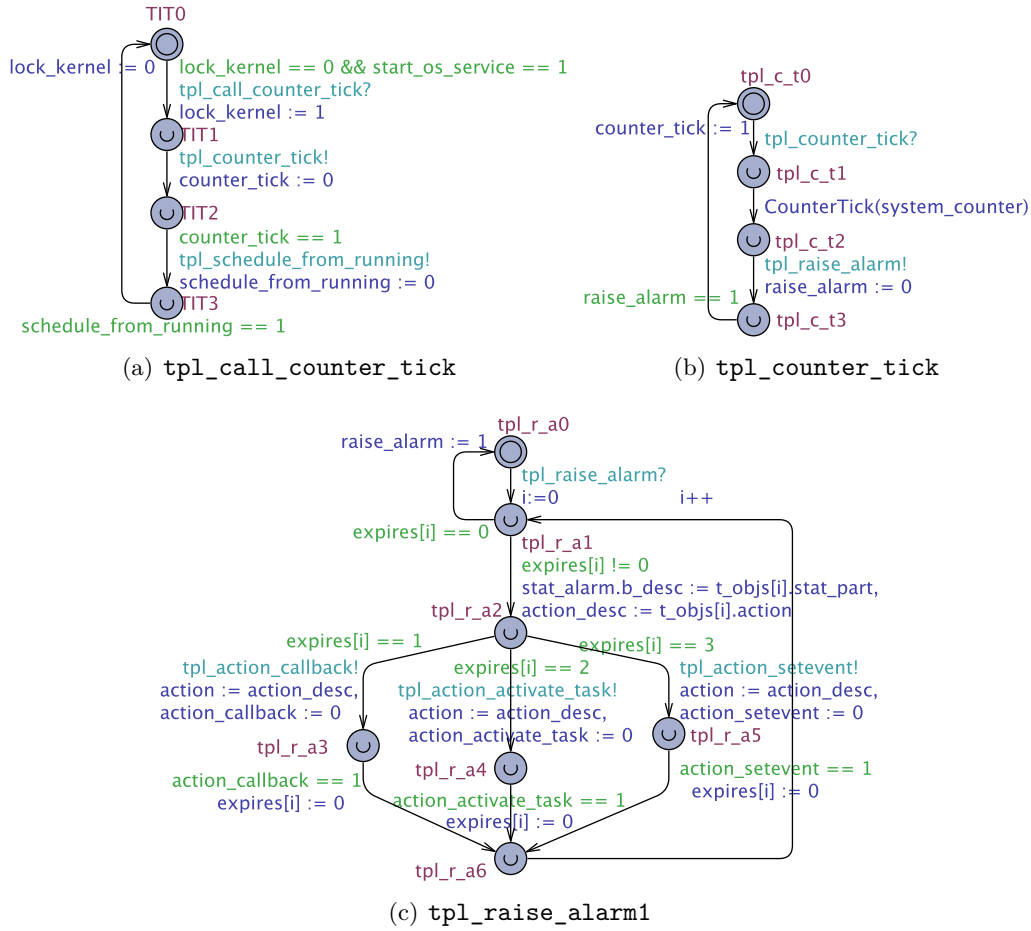 TIT0
lock_kernel := 0
lock_kernel == 0 && start_os_service == 1
tpl_call_counter_tick?
lock_kernel := 1
TIT1
tpl_counter_tick!
counter_tick := 0
TIT2
counter_tick == 1
tpl_schedule_from_running!
schedule_from_running := 0
TIT3
schedule_from_running == 1
(a) tpl_call_counter_tick
tpl_c_t0
counter_tick := 1
tpl_counter_tick?
tpl_c_t1
CounterTick(system_counter)
tpl_c_t2
tpl_raise_alarm!
raise_alarm := 0
raise_alarm == 1
tpl_c_t3
(b) tpl_counter_tick
tpl_r_a0
raise_alarm := 1
tpl_raise_alarm?
i:=0
i++
expires[i] == 0
tpl_r_a1
expires[i] != 0
stat_alarm.b_desc := t_objs[i].stat_part,
action_desc := t_objs[i].action
tpl_r_a2
expires[i] == 1
tpl_action_callback!
action := action_desc,
action_callback := 0
expires[i] == 2
tpl_action_activate_task!
action := action_desc,
action_activate_task := 0
expires[i] == 3
tpl_action_setevent!
action := action_desc,
action_setevent := 0
tpl_r_a3
tpl_r_a4
tpl_r_a5
action_callback == 1
expires[i] := 0
action_activate_task == 1
expires[i] := 0
action_setevent == 1
expires[i] := 0
tpl_r_a6
(c) tpl_raise_alarm1